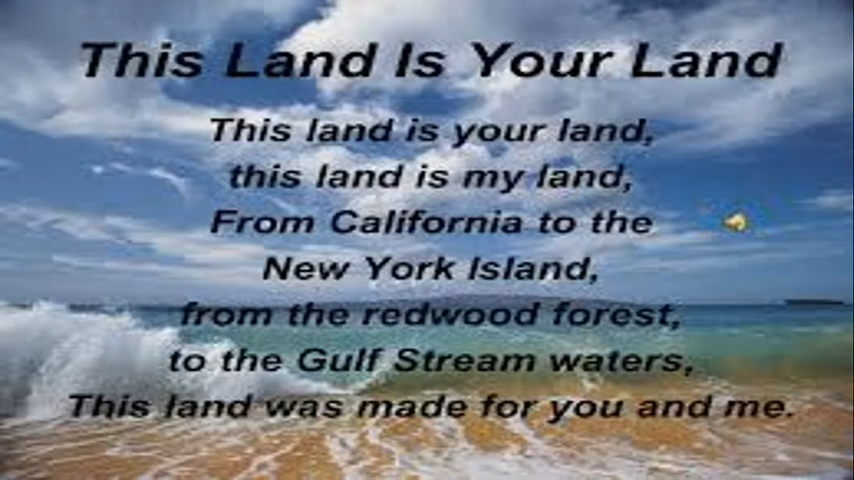 This Land Is Your Land
This land is your land,
this land is my land,
From California to the
New York Island,
from the redwood forest,
to the Gulf Stream waters,
This land was made for you and me.